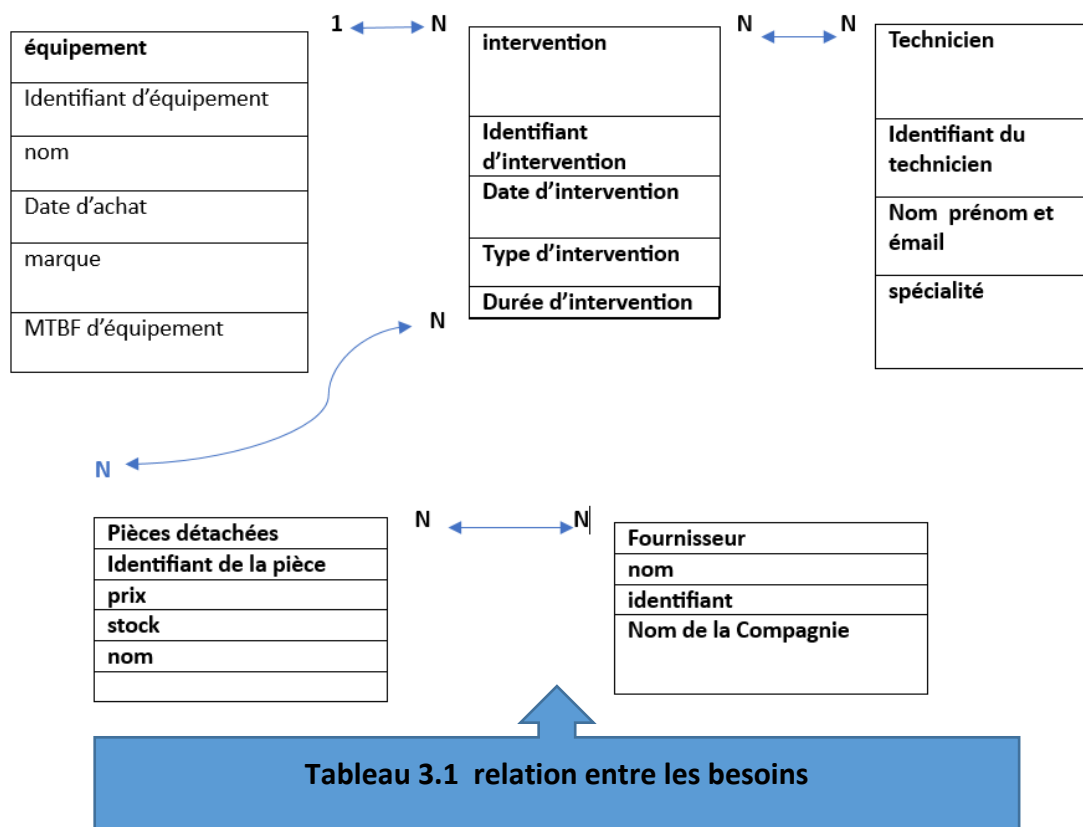 1 N
N N
équipement
Identifiant d'équipement
nom
Date d'achat
marque
MTBF d'équipement
intervention
Identifiant
d'intervention
Date d'intervention
Type d'intervention
Durée d'intervention
Technicien
Identifiant du
technicien
Nom prénom et
émail
spécialité
N
N
Pièces détachées
Identifiant de la pièce
prix
stock
nom
N N
Fournisseur
nom
identifiant
Nom de la Compagnie
Tableau 3.1 relation entre les besoins